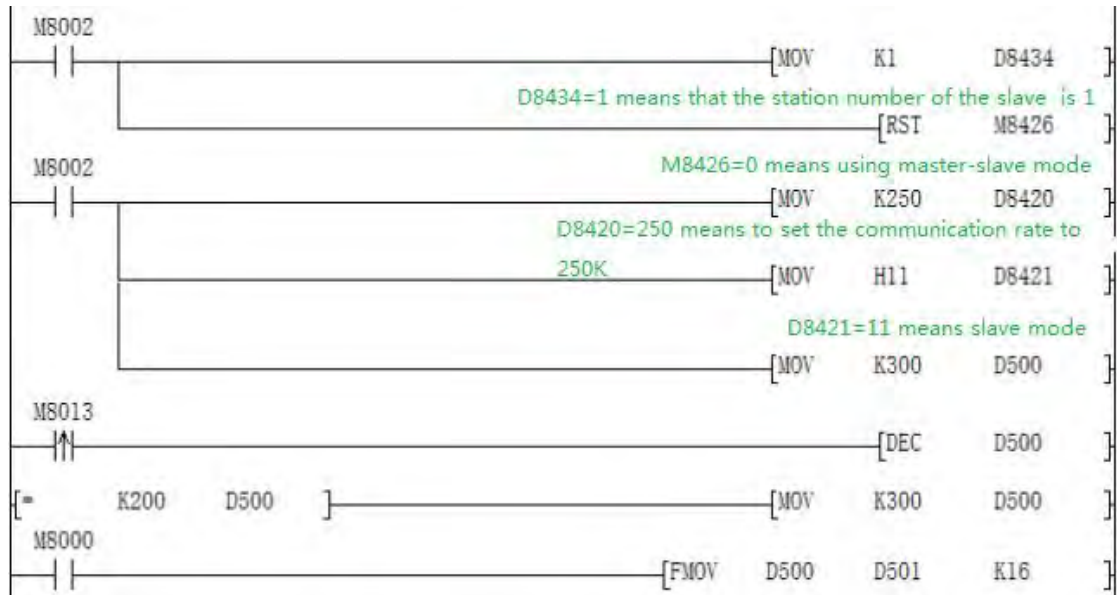 M8002
[MOV K1 D8434 ]
D8434=1 means that the station number of the slave is 1
[RST M8426 ]
M8426=0 means using master-slave mode
M8002
[MOV K250 D8420 ]
D8420=250 means to set the communication rate to
250K
[MOV H11 D8421 ]
D8421=11 means slave mode
[MOV K300 D500 ]
M8013
[DEC D500 ]
[= K200 D500 ]
[MOV K300 D500 ]
M8000
[FMOV D500 D501 K16 ]